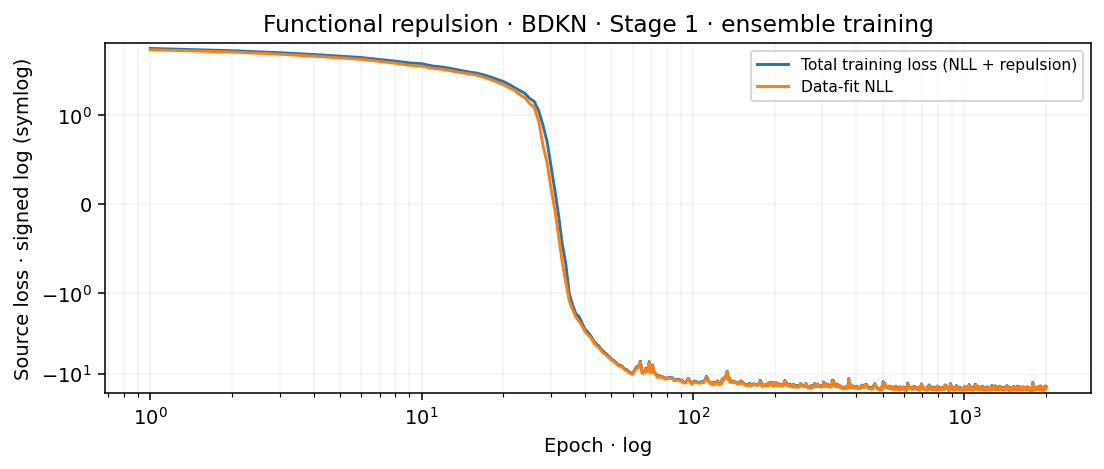 Functional repulsion · BDKN · Stage 1 · ensemble training
Source loss · signed log (symlog)
10⁰
0
−10⁰
−10¹
Total training loss (NLL + repulsion)
Data-fit NLL
10⁰ 10¹ 10² 10³
Epoch · log